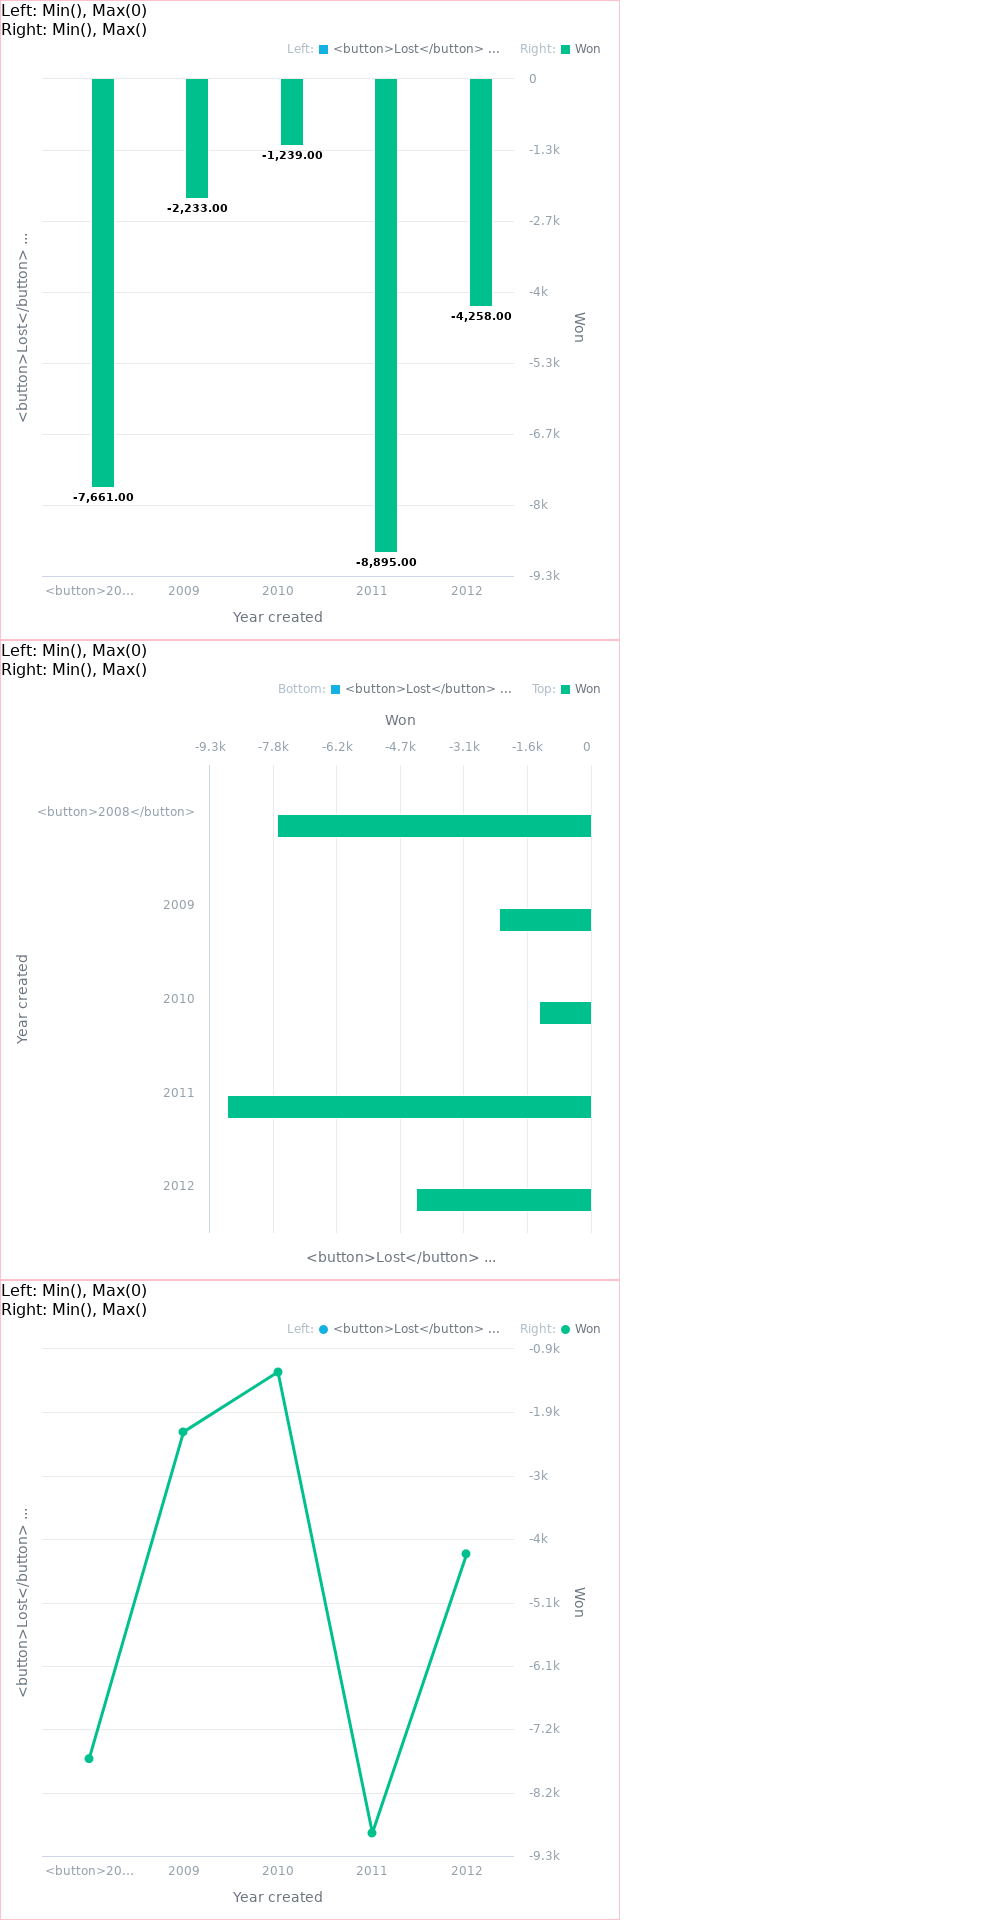 Left: Min(), Max(0)
Right: Min(), Max()
Left: <button>Lost</button> ... Right: Won
0
-1.3k
-2.7k
-4k
-5.3k
-6.7k
-8k
-9.3k
-7,661.00
-2,233.00
-1,239.00
-8,895.00
-4,258.00
<button>Lost</button> ...
Won
<button>20... 2009 2010 2011 2012
Year created
Left: Min(), Max(0)
Right: Min(), Max()
Bottom: <button>Lost</button> ... Top: Won
Won
-9.3k -7.8k -6.2k -4.7k -3.1k -1.6k 0
<button>2008</button>
2009
2010
2011
2012
Year created
<button>Lost</button> ...
Left: Min(), Max(0)
Right: Min(), Max()
Left: <button>Lost</button> ... Right: Won
-0.9k
-1.9k
-3k
-4k
-5.1k
-6.1k
-7.2k
-8.2k
-9.3k
<button>Lost</button> ...
Won
<button>20... 2009 2010 2011 2012
Year created